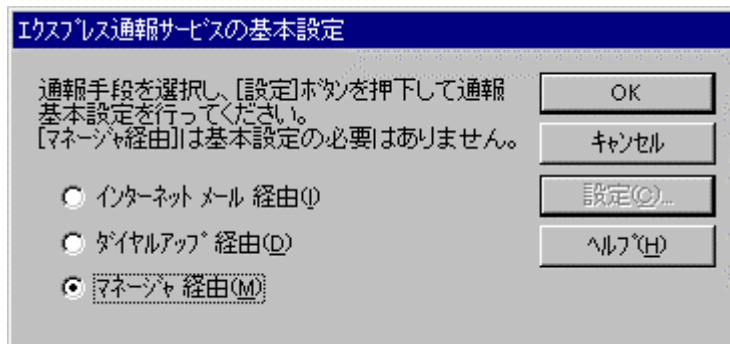 エクスプレス通報サービスの基本設定
通報手段を選択し、[設定]ボタンを押下して通報
基本設定を行ってください。
[マネージャ経由]は基本設定の必要はありません。
インターネット メール 経由(I)
ダイヤルアップ 経由(D)
マネージャ 経由(M)
OK
キャンセル
設定(C)...
ヘルプ(H)